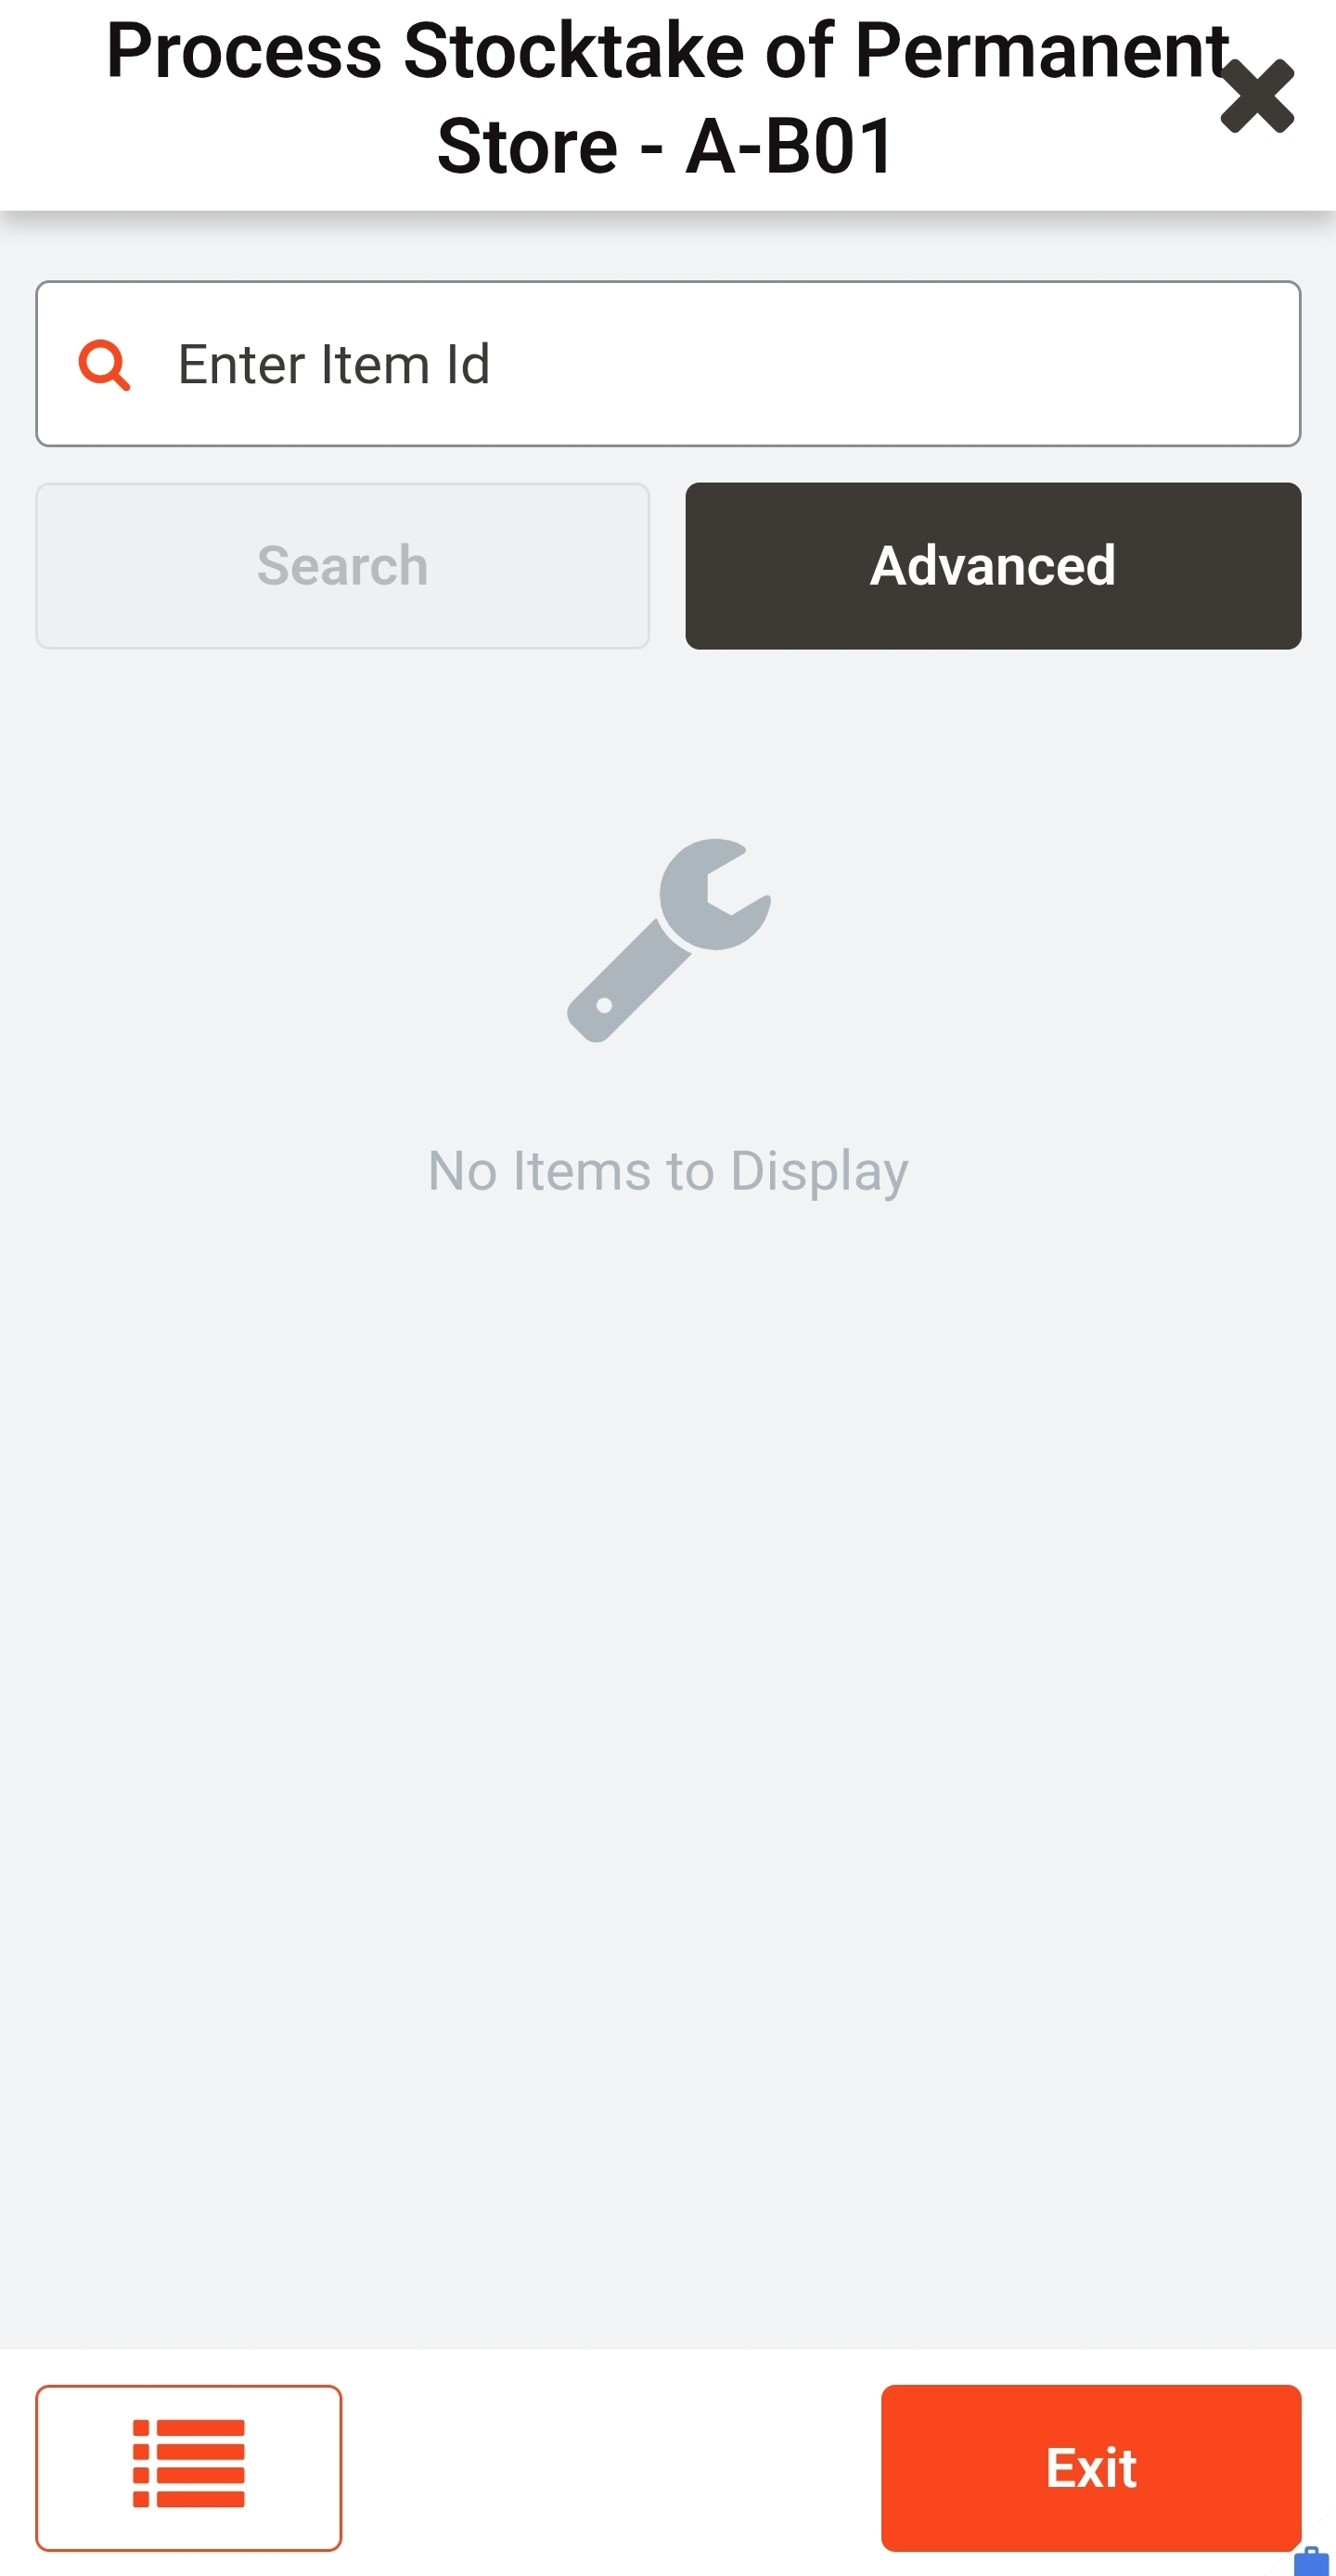 Process Stocktake of Permanent
Store - A-B01
Enter Item Id
Search
Advanced
No Items to Display
Exit